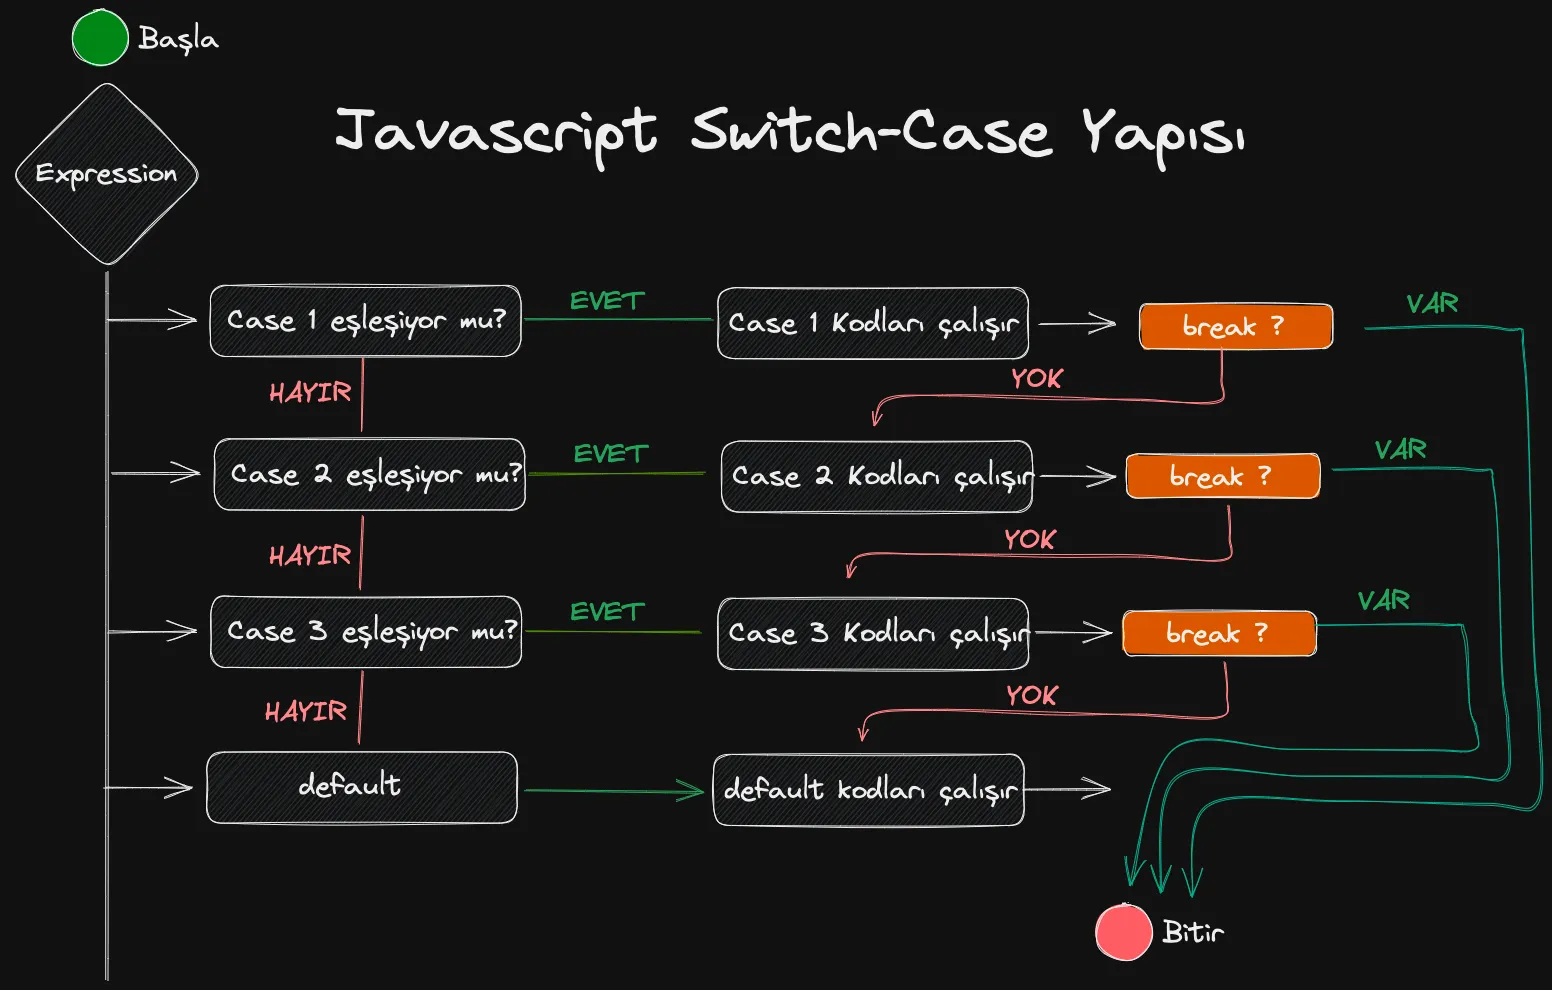 Başla
Javascript Switch-Case Yapısı
Expression
Case 1 eşleşiyor mu?
EVET
Case 1 Kodları çalışır
break ?
VAR
HAYIR
YOK
Case 2 eşleşiyor mu?
EVET
Case 2 Kodları çalışır
break ?
VAR
HAYIR
YOK
Case 3 eşleşiyor mu?
EVET
Case 3 Kodları çalışır
break ?
VAR
HAYIR
YOK
default
default kodları çalışır
Bitir